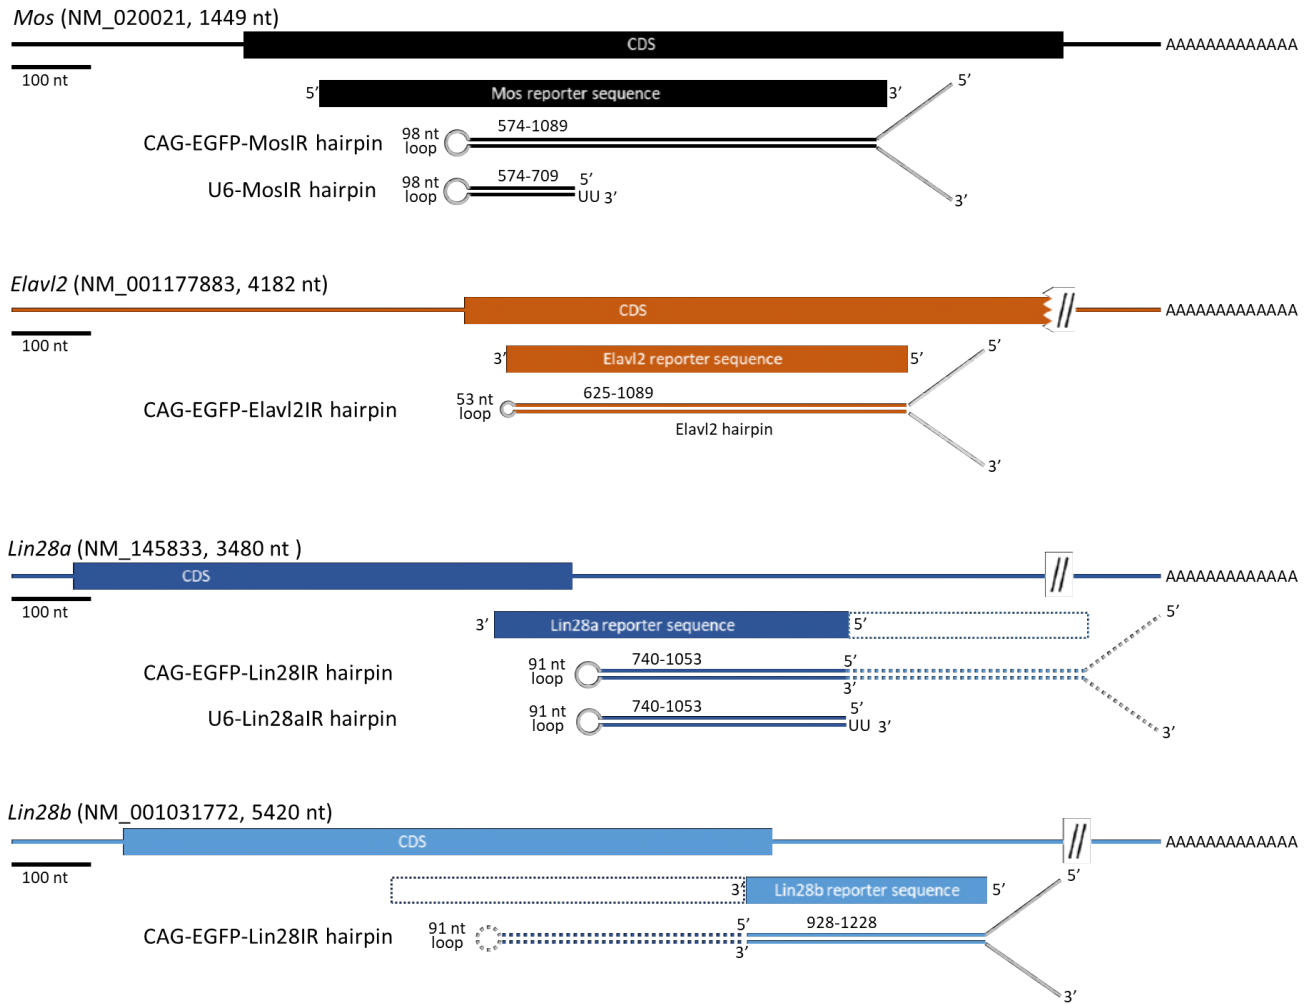 Mos (NM_020021, 1449 nt)
CDS
AAAAAAAAAAAAA
100 nt
5’ Mos reporter sequence 3’
5’
CAG-EGFP-MosIR hairpin
98 nt
loop
574-1089
U6-MosIR hairpin
98 nt
loop
574-709
5’
UU 3’
3’
Elavl2 (NM_001177883, 4182 nt)
CDS
//
AAAAAAAAAAAAA
100 nt
3’ Elavl2 reporter sequence 5’
5’
CAG-EGFP-Elavl2IR hairpin
53 nt
loop
625-1089
Elavl2 hairpin
3’
Lin28a (NM_145833, 3480 nt )
CDS
//
AAAAAAAAAAAAA
100 nt
3’ Lin28a reporter sequence 5’
5’
CAG-EGFP-Lin28IR hairpin
91 nt
loop
740-1053
5’
3’
U6-Lin28aIR hairpin
91 nt
loop
740-1053
5’
UU 3’
3’
Lin28b (NM_001031772, 5420 nt)
CDS
//
AAAAAAAAAAAAA
100 nt
3’ Lin28b reporter sequence 5’
5’
CAG-EGFP-Lin28IR hairpin
91 nt
loop
5’
3’
928-1228
3’